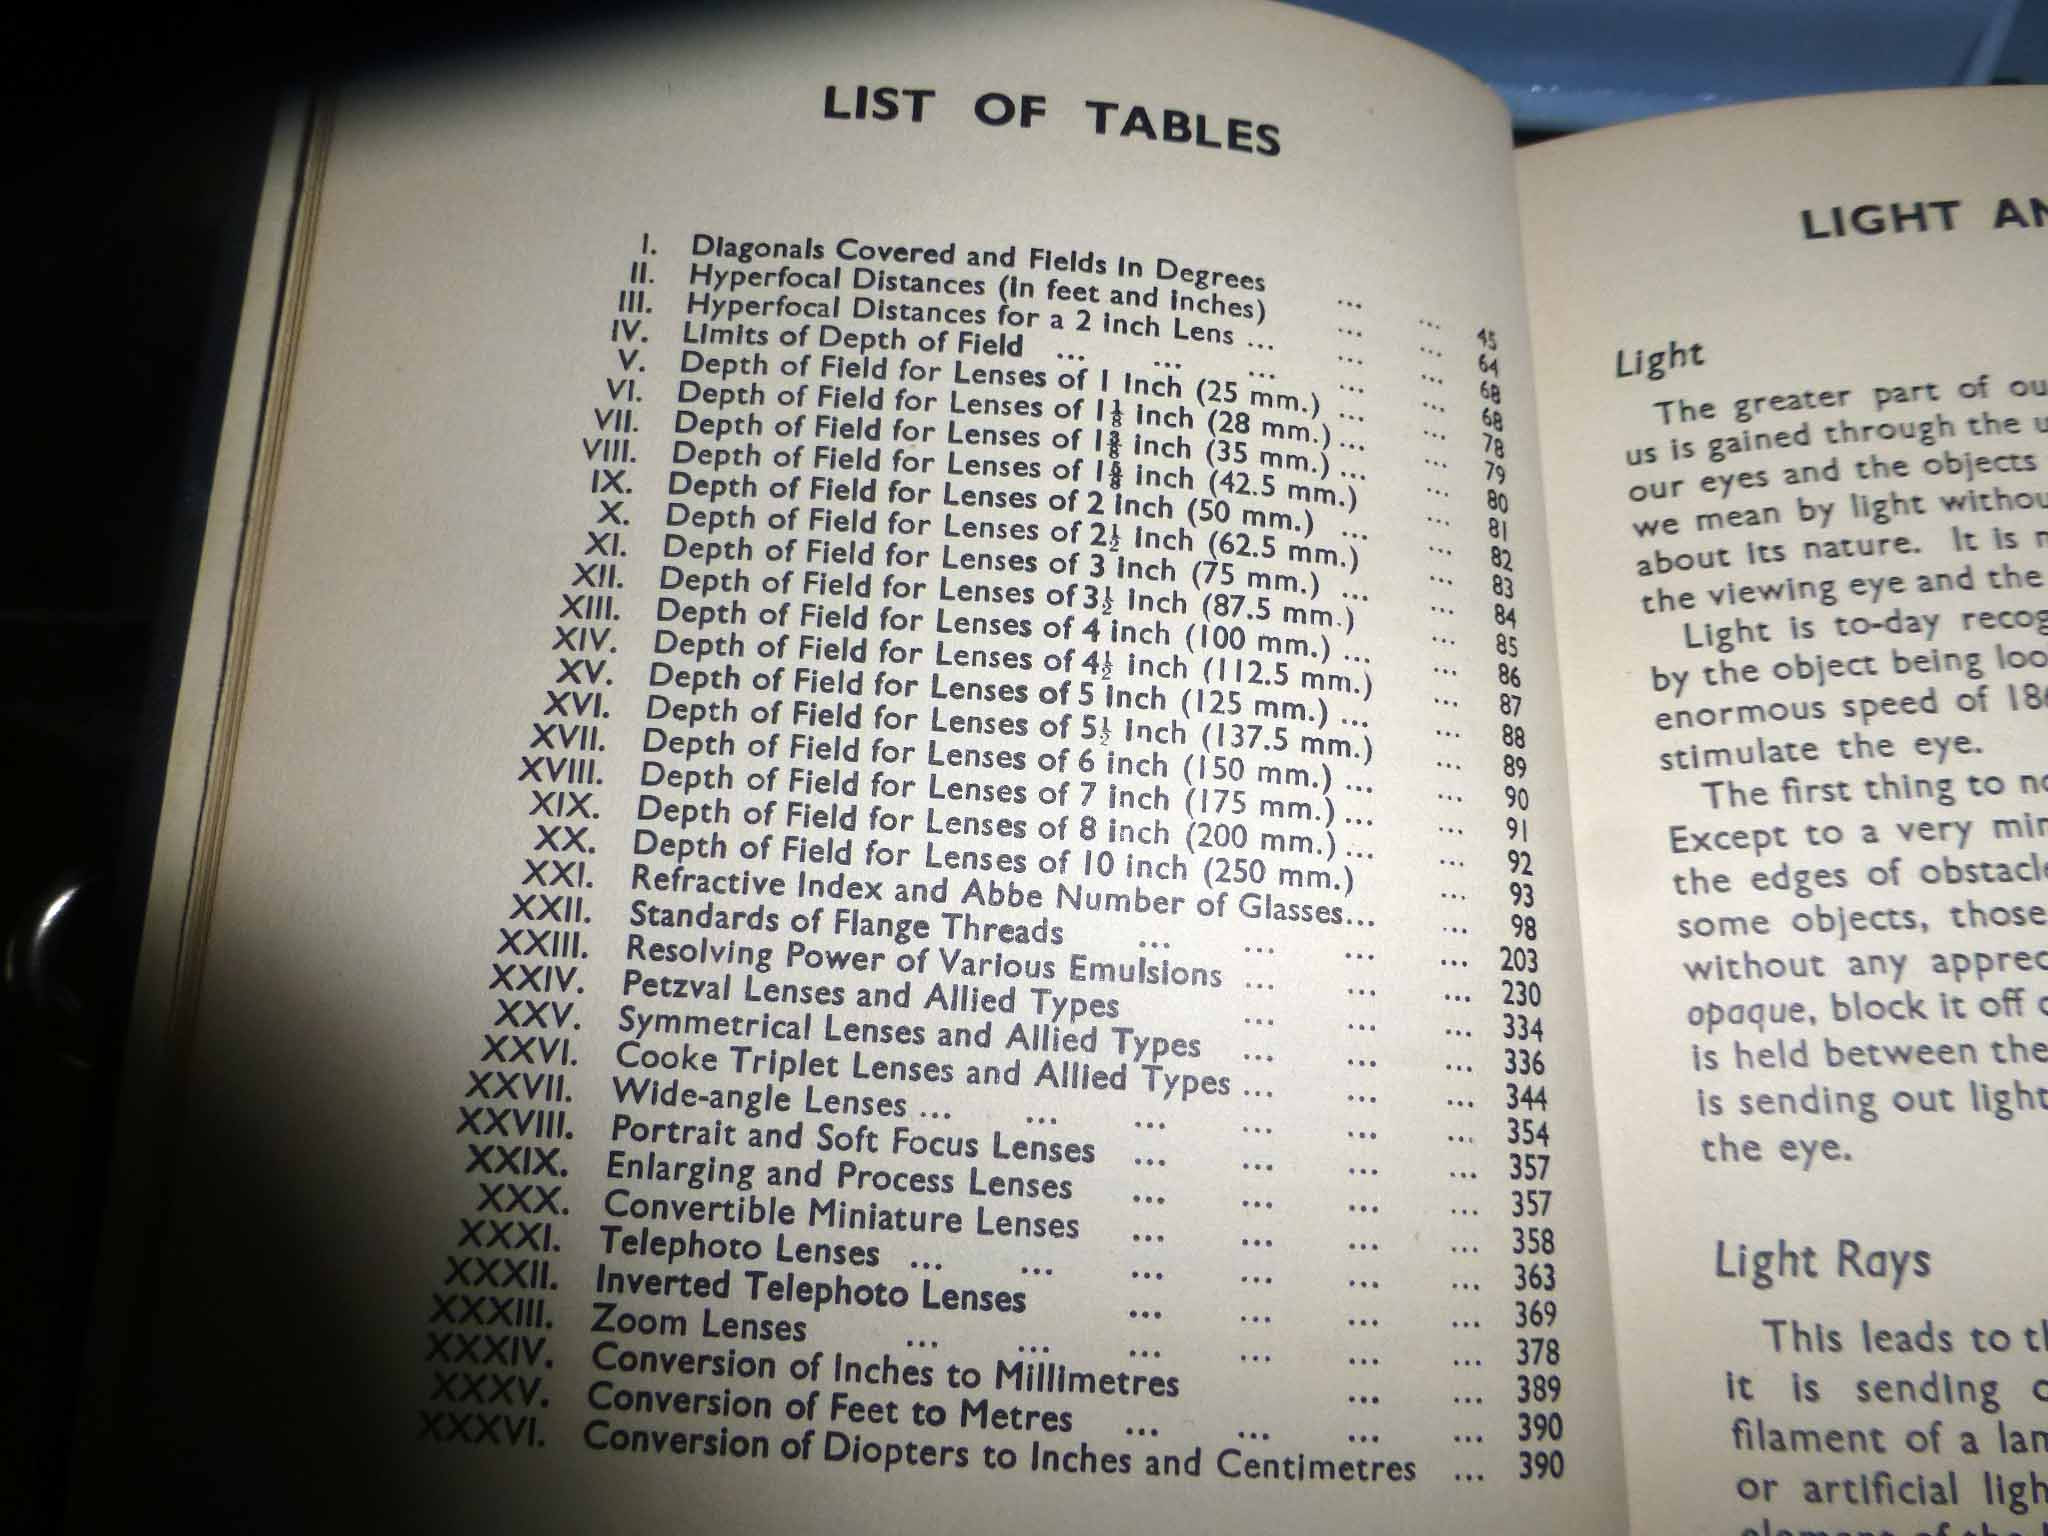 LIST OF TABLES
I. Diagonals Covered and Fields in Degrees ... ... 45
II. Hyperfocal Distances (in feet and inches) ... ... 64
III. Hyperfocal Distances for a 2 inch Lens ... ... ... 68
IV. Limits of Depth of Field ... ... ... ... ... 68
V. Depth of Field for Lenses of 1 inch (25 mm.) ... ... 78
VI. Depth of Field for Lenses of 1⅛ inch (28 mm.) ... ... 79
VII. Depth of Field for Lenses of 1⅜ inch (35 mm.) ... ... 80
VIII. Depth of Field for Lenses of 1⅝ inch (42.5 mm.) ... 81
IX. Depth of Field for Lenses of 2 inch (50 mm.) ... ... 82
X. Depth of Field for Lenses of 2½ inch (62.5 mm.) ... 83
XI. Depth of Field for Lenses of 3 inch (75 mm.) ... ... 84
XII. Depth of Field for Lenses of 3½ inch (87.5 mm.) ... 85
XIII. Depth of Field for Lenses of 4 inch (100 mm.) ... ... 86
XIV. Depth of Field for Lenses of 4½ inch (112.5 mm.) ... 87
XV. Depth of Field for Lenses of 5 inch (125 mm.) ... ... 88
XVI. Depth of Field for Lenses of 5½ inch (137.5 mm.) ... 89
XVII. Depth of Field for Lenses of 6 inch (150 mm.) ... ... 90
XVIII. Depth of Field for Lenses of 7 inch (175 mm.) ... ... 91
XIX. Depth of Field for Lenses of 8 inch (200 mm.) ... ... 92
XX. Depth of Field for Lenses of 10 inch (250 mm.) ... 93
XXI. Refractive Index and Abbe Number of Glasses... ... 98
XXII. Standards of Flange Threads ... ... ... ... 203
XXIII. Resolving Power of Various Emulsions ... ... ... 230
XXIV. Petzval Lenses and Allied Types ... ... ... 334
XXV. Symmetrical Lenses and Allied Types ... ... ... 336
XXVI. Cooke Triplet Lenses and Allied Types ... ... ... 344
XXVII. Wide-angle Lenses ... ... ... ... ... ... 354
XXVIII. Portrait and Soft Focus Lenses ... ... ... ... 357
XXIX. Enlarging and Process Lenses ... ... ... ... 357
XXX. Convertible Miniature Lenses ... ... ... ... 358
XXXI. Telephoto Lenses ... ... ... ... ... ... 363
XXXII. Inverted Telephoto Lenses ... ... ... ... 369
XXXIII. Zoom Lenses ... ... ... ... ... ... 378
XXXIV. Conversion of Inches to Millimetres ... ... 389
XXXV. Conversion of Feet to Metres ... ... ... ... 390
XXXVI. Conversion of Diopters to Inches and Centimetres ... 390
LIGHT AN
Light
The greater part of ou
us is gained through the u
our eyes and the objects
we mean by light withou
about its nature. It is n
the viewing eye and the
Light is to-day recog
by the object being loo
enormous speed of 186
stimulate the eye.
The first thing to no
Except to a very min
the edges of obstacle
some objects, those
without any apprec
opaque, block it off o
is held between the
is sending out light
the eye.
Light Rays
This leads to th
it is sending o
filament of a lam
or artificial ligh